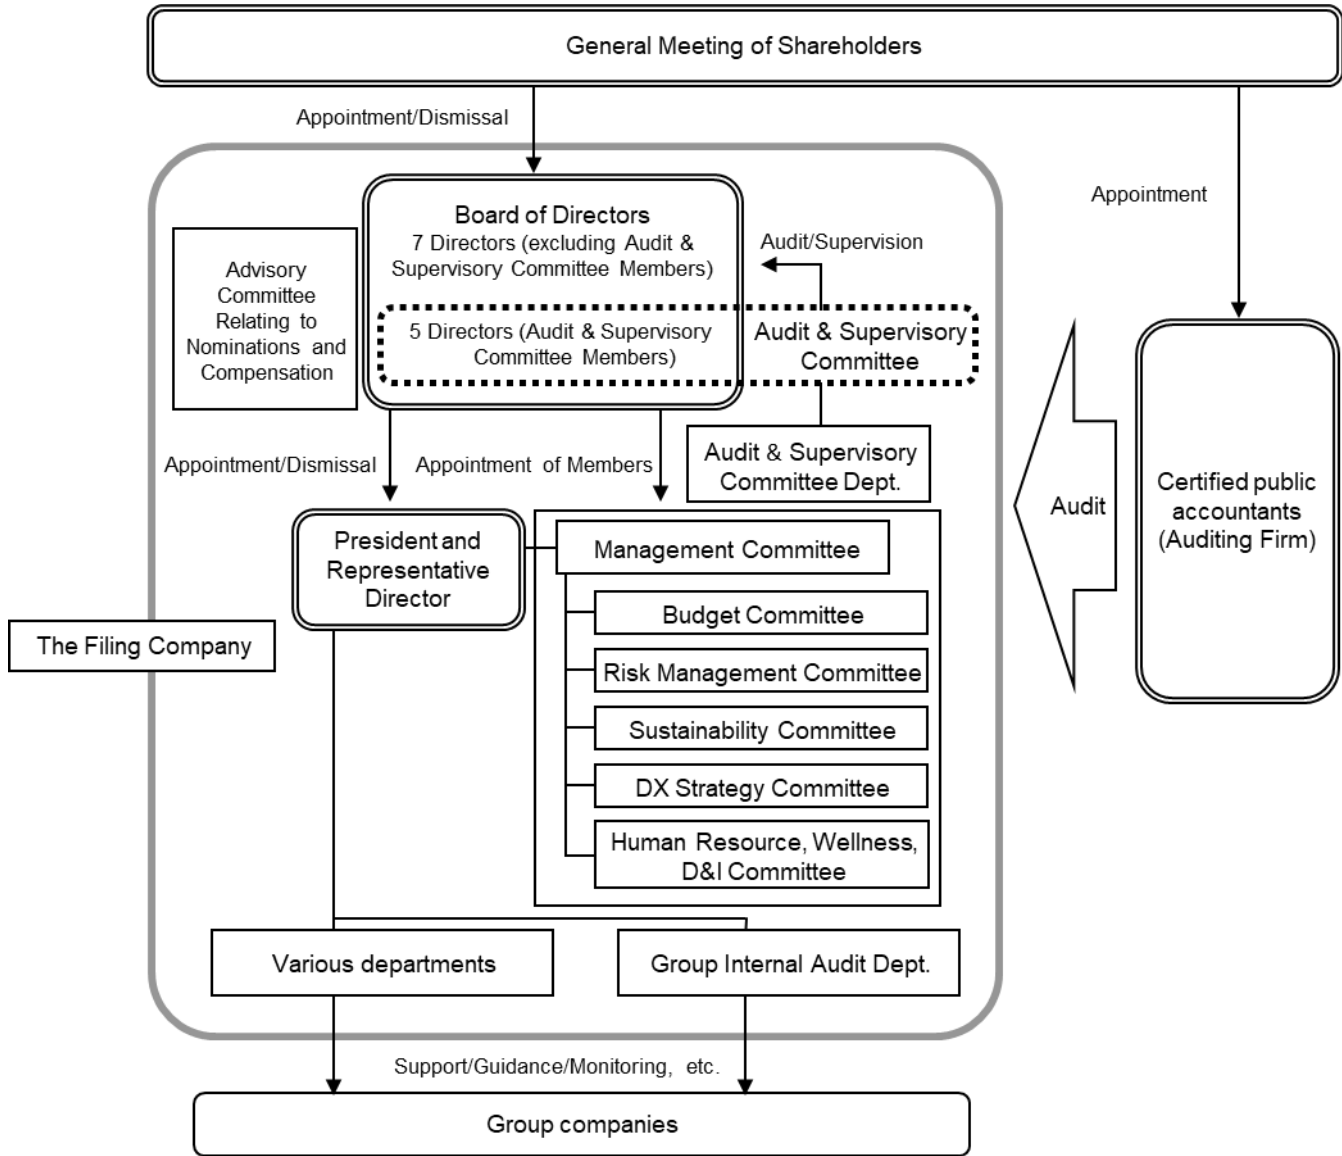 General Meeting of Shareholders
Appointment/Dismissal
Appointment
Board of Directors
7 Directors (excluding Audit &
Supervisory Committee Members)
Audit/Supervision
Advisory
Committee
Relating to
Nominations and
Compensation
5 Directors (Audit & Supervisory
Committee Members)
Audit & Supervisory
Committee
Appointment/Dismissal
Appointment of Members
Audit & Supervisory
Committee Dept.
Audit
Certified public
accountants
(Auditing Firm)
President and
Representative
Director
Management Committee
Budget Committee
The Filing Company
Risk Management Committee
Sustainability Committee
DX Strategy Committee
Human Resource, Wellness,
D&I Committee
Various departments
Group Internal Audit Dept.
Support/Guidance/Monitoring, etc.
Group companies